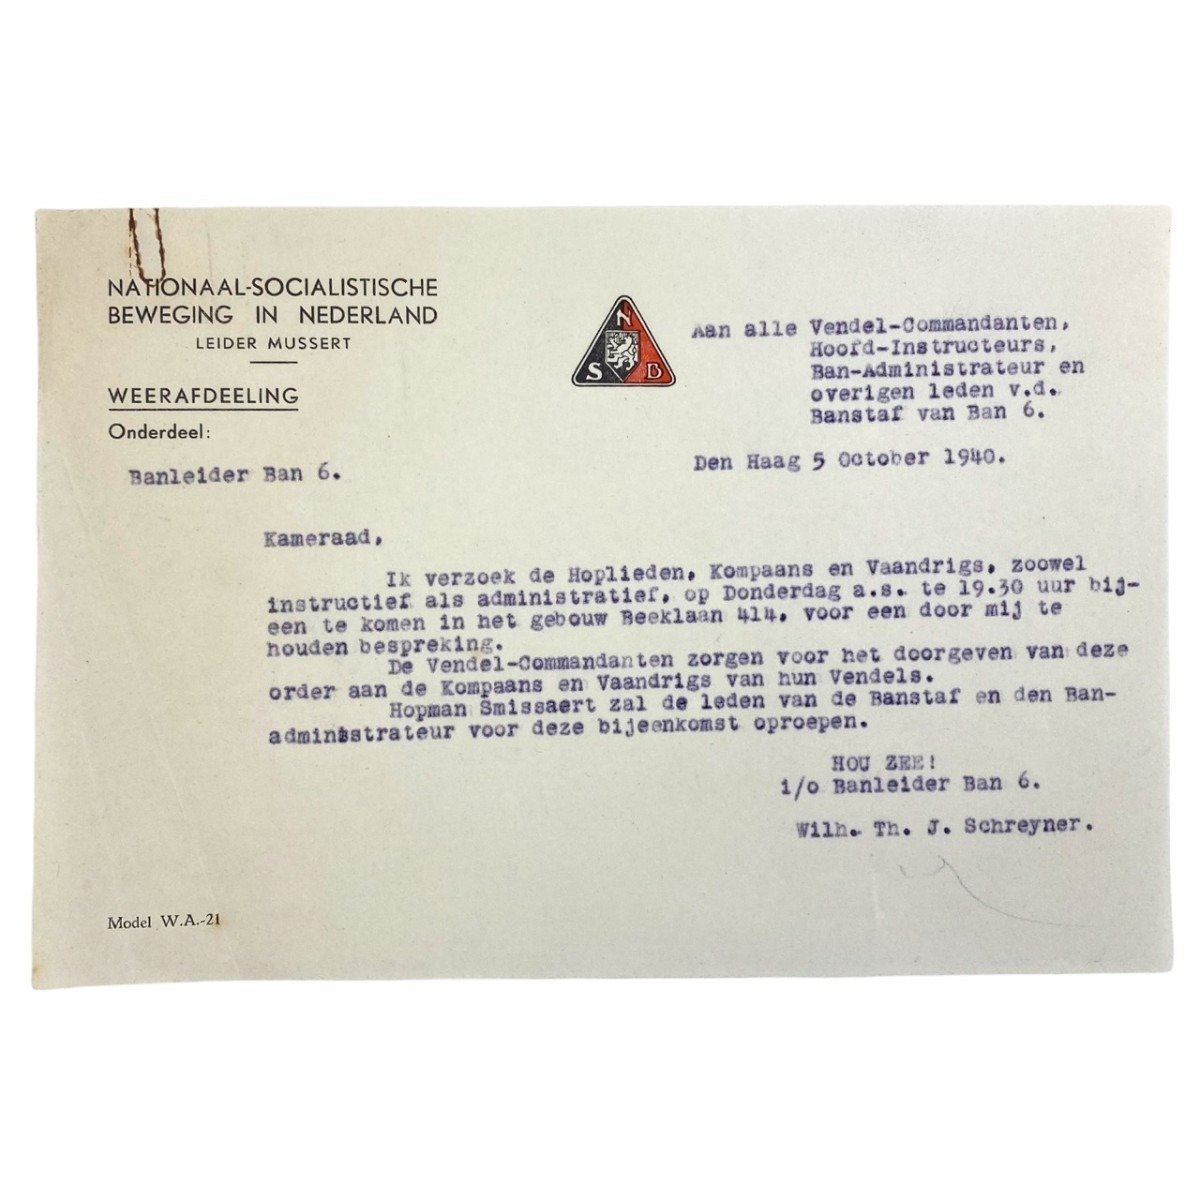 NATIONAAL-SOCIALISTISCHE
BEWEGING IN NEDERLAND
LEIDER MUSSERT
WEERAFDEELING
Onderdeel:
Banleider Ban 6.
N
S B
Aan alle Vendel-Commandanten,
Hoofd-Instructeurs,
Ban-Administrateur en
overigen leden v.d.
Banstaf van Ban 6.
Den Haag 5 October 1940.
Kameraad,
Ik verzoek de Hoplieden, Kompaans en Vaandrigs, zoowel
instructief als administratief, op Donderdag a.s. te 19.30 uur bij-
een te komen in het gebouw Beeklaan 414, voor een door mij te
houden bespreking.
De Vendel-Commandanten zorgen voor het doorgeven van deze
order aan de Kompaans en Vaandrigs van hun Vendels.
Hopman Smissaert zal de leden van de Banstaf en den Ban-
administrateur voor deze bijeenkomst oproepen.
HOU ZEE!
i/o Banleider Ban 6.
Wilh. Th. J. Schreyner.
Model W.A.-21